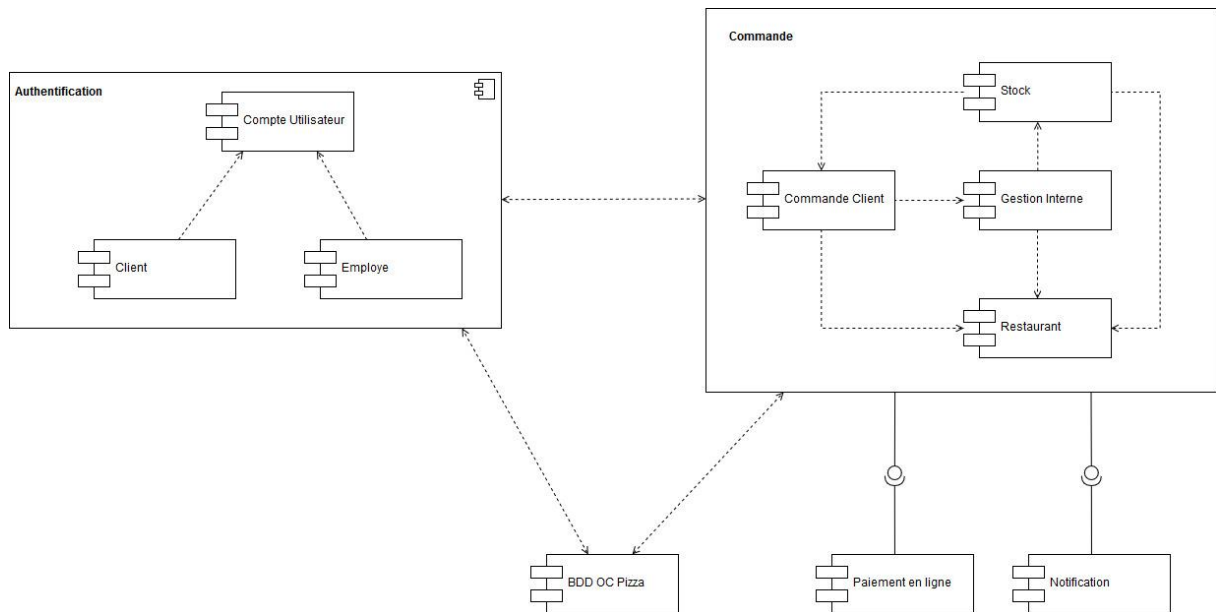 Commande
Authentification
Compte Utilisateur
Stock
Commande Client
Gestion Interne
Client
Employe
Restaurant
BDD OC Pizza
Paiement en ligne
Notification